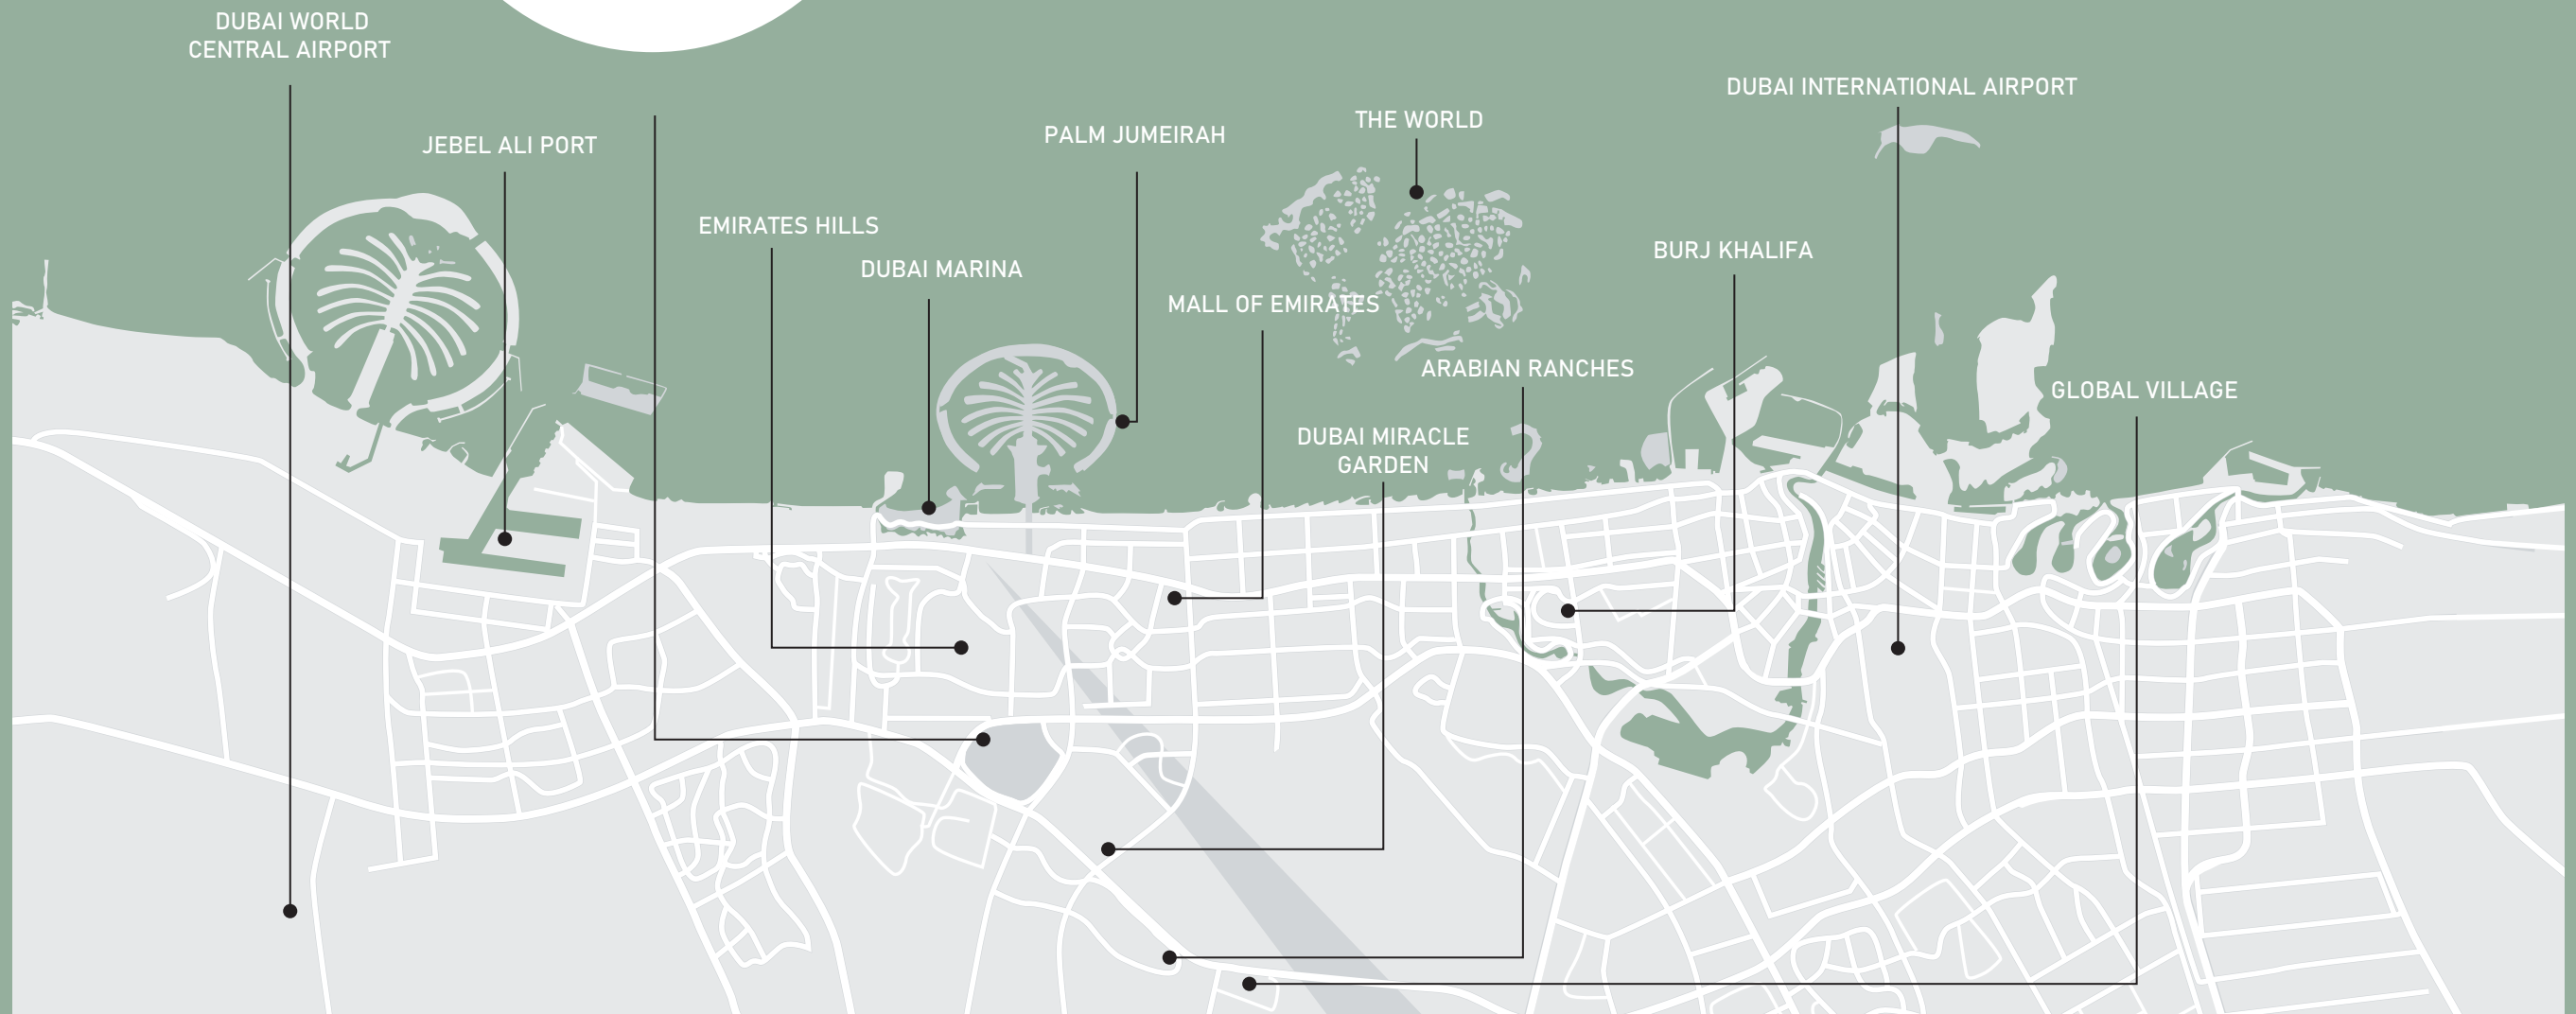 DUBAI WORLD
CENTRAL AIRPORT
JEBEL ALI PORT
EMIRATES HILLS
DUBAI MARINA
PALM JUMEIRAH
MALL OF EMIRATES
THE WORLD
DUBAI MIRACLE
GARDEN
ARABIAN RANCHES
BURJ KHALIFA
DUBAI INTERNATIONAL AIRPORT
GLOBAL VILLAGE